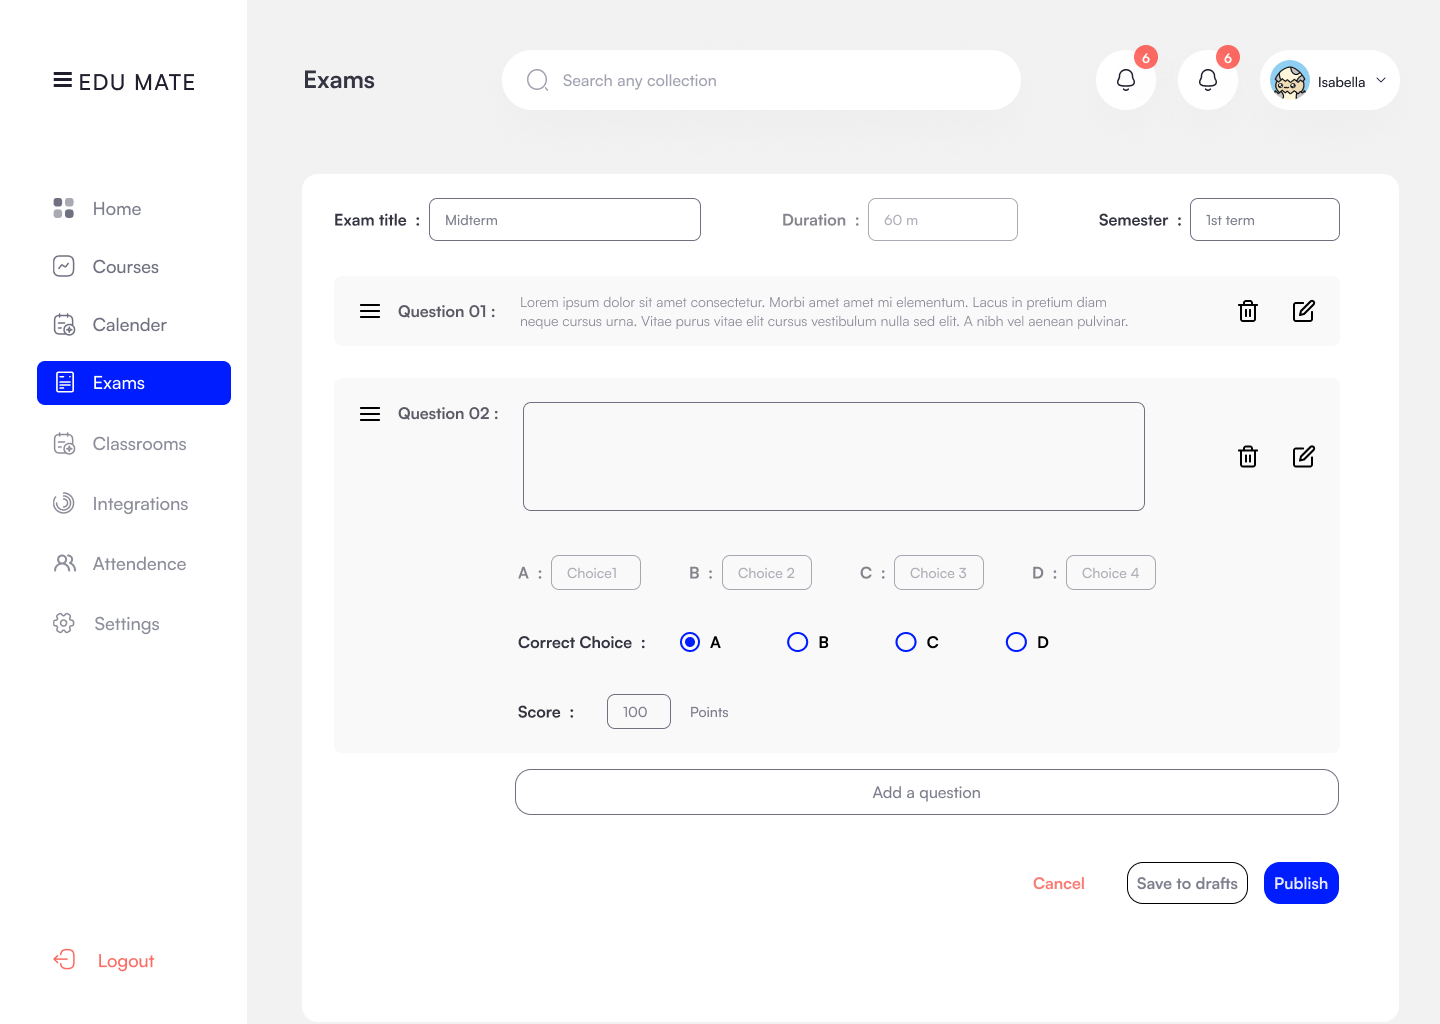 EDU MATE
Exams
Search any collection
6
6
Isabella
Home
Courses
Calender
Exams
Classrooms
Integrations
Attendence
Settings
Logout
Exam title : Midterm
Duration : 60 m
Semester : 1st term
Question 01 :
Lorem ipsum dolor sit amet consectetur. Morbi amet amet mi elementum. Lacus in pretium diam
neque cursus urna. Vitae purus vitae elit cursus vestibulum nulla sed elit. A nibh vel aenean pulvinar.
Question 02 :
A : Choice1 B : Choice 2 C : Choice 3 D : Choice 4
Correct Choice : A B C D
Score : 100 Points
Add a question
Cancel Save to drafts Publish